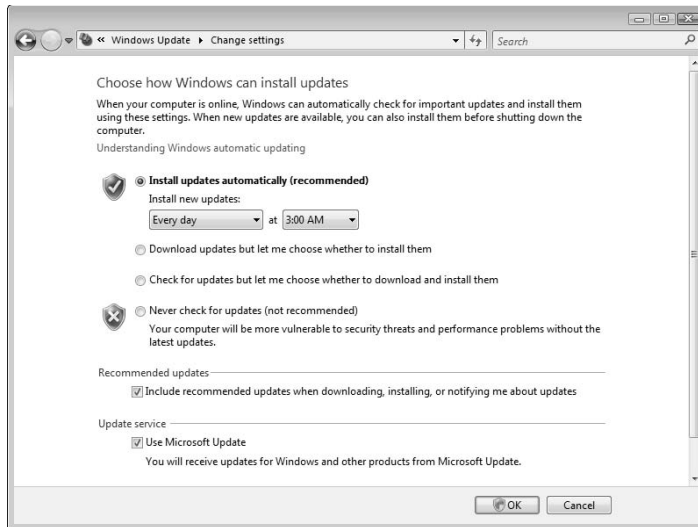 « Windows Update ▸ Change settings
Search
Choose how Windows can install updates
When your computer is online, Windows can automatically check for important updates and install them
using these settings. When new updates are available, you can also install them before shutting down the
computer.
Understanding Windows automatic updating
Install updates automatically (recommended)
Install new updates:
Every day at 3:00 AM
Download updates but let me choose whether to install them
Check for updates but let me choose whether to download and install them
Never check for updates (not recommended)
Your computer will be more vulnerable to security threats and performance problems without the
latest updates.
Recommended updates
Include recommended updates when downloading, installing, or notifying me about updates
Update service
Use Microsoft Update
You will receive updates for Windows and other products from Microsoft Update.
OK Cancel